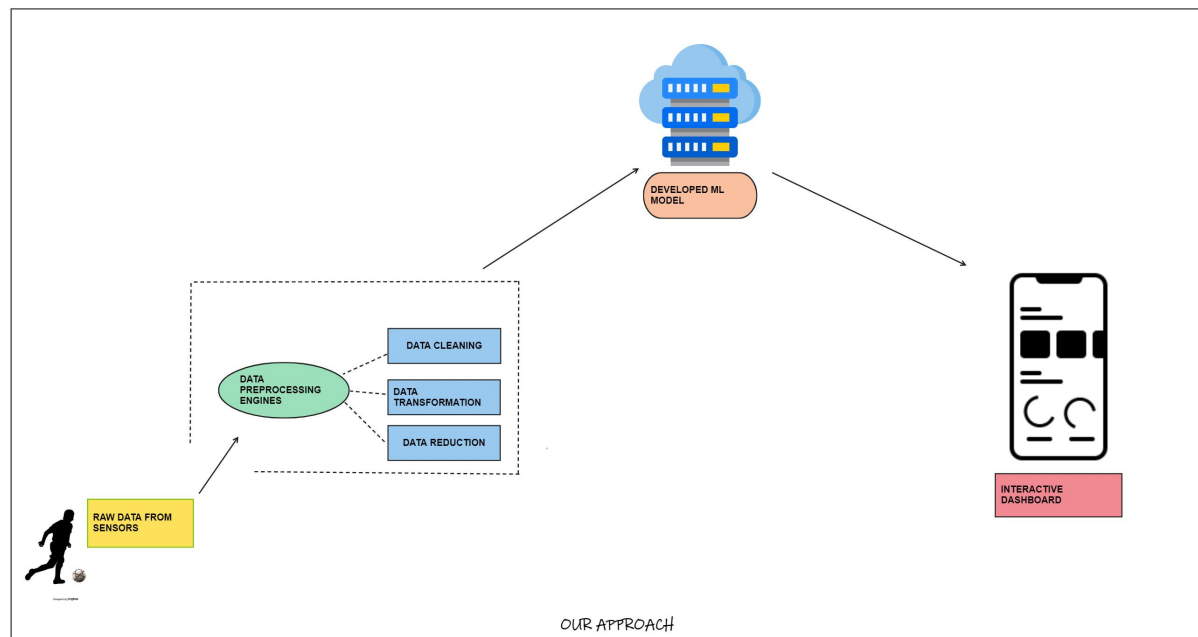 DEVELOPED ML
MODEL
DATA CLEANING
DATA
PREPROCESSING
ENGINES
DATA
TRANSFORMATION
DATA REDUCTION
RAW DATA FROM
SENSORS
INTERACTIVE
DASHBOARD
OUR APPROACH